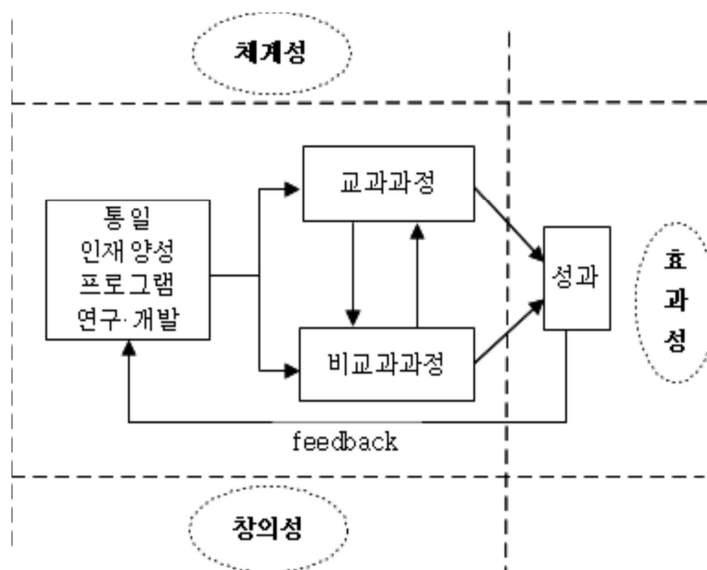 체계성
교과과정
통일
인재 양성
프로그램
연구·개발
성과
효
과
성
비교과과정
feedback
창의성